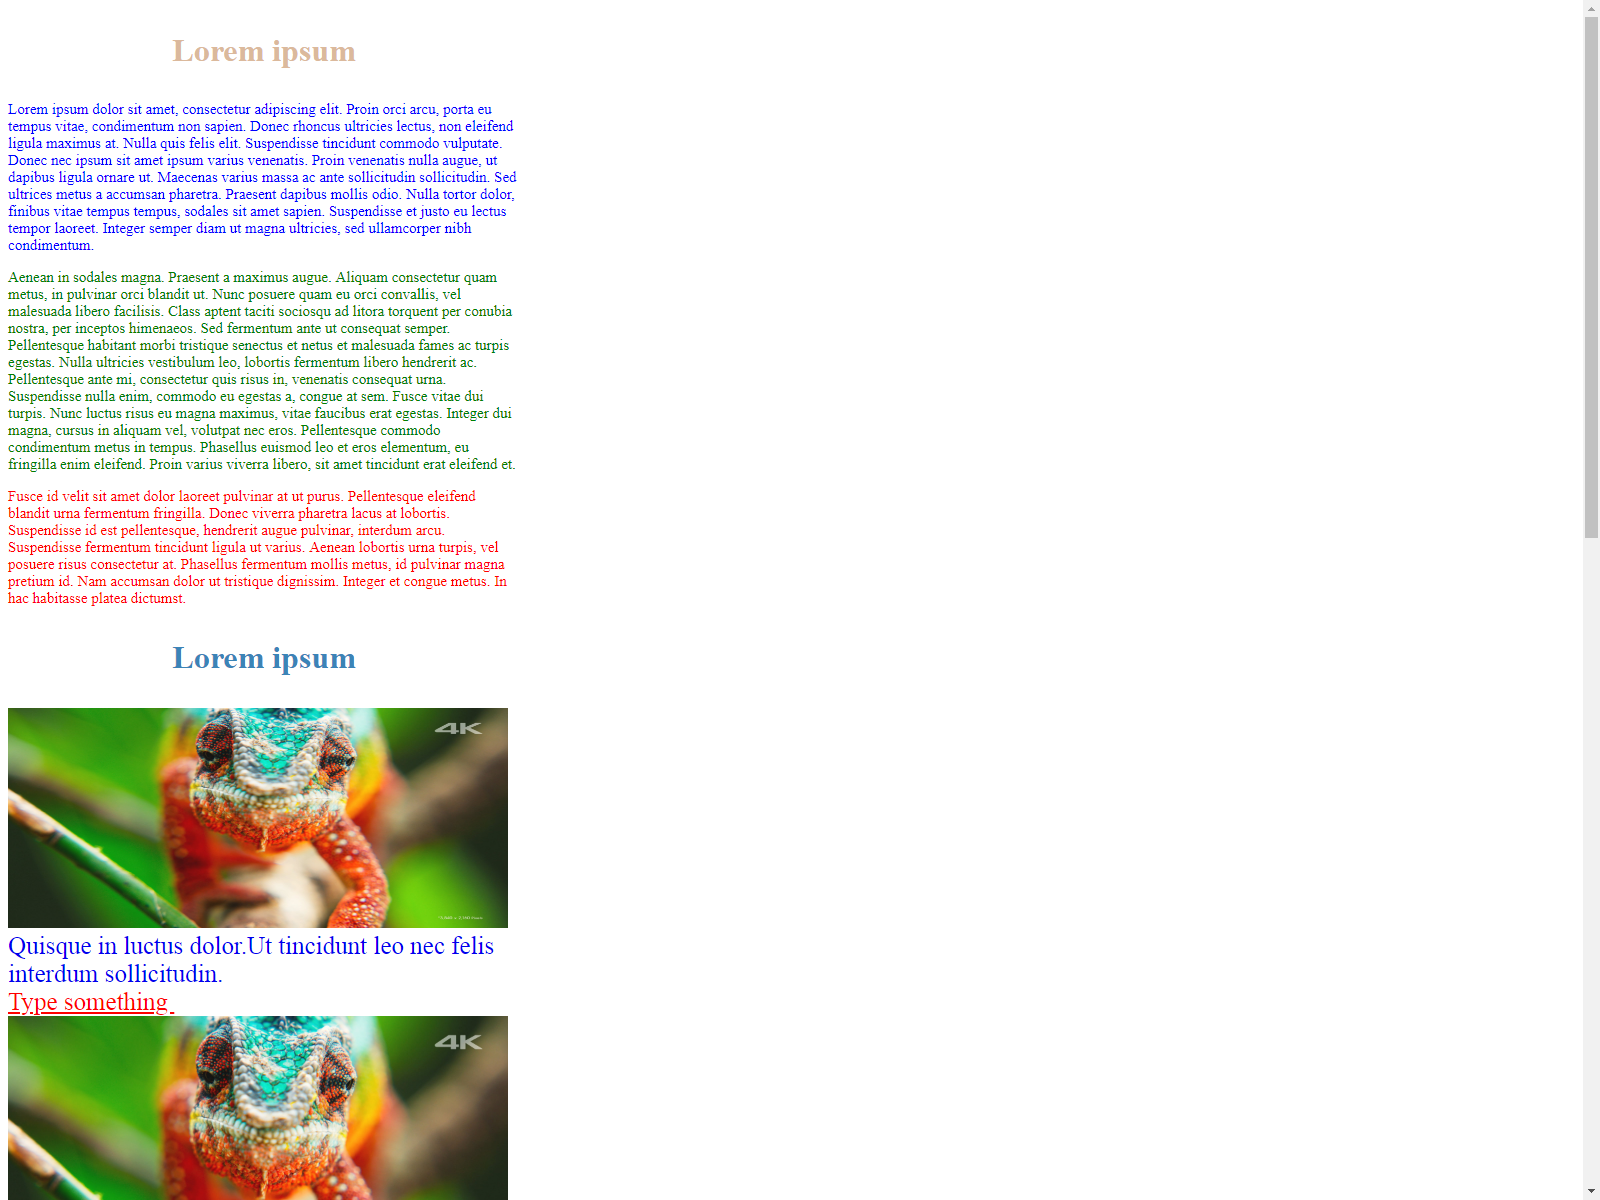 Lorem ipsum
Lorem ipsum dolor sit amet, consectetur adipiscing elit. Proin orci arcu, porta eu
tempus vitae, condimentum non sapien. Donec rhoncus ultricies lectus, non eleifend
ligula maximus at. Nulla quis felis elit. Suspendisse tincidunt commodo vulputate.
Donec nec ipsum sit amet ipsum varius venenatis. Proin venenatis nulla augue, ut
dapibus ligula ornare ut. Maecenas varius massa ac ante sollicitudin sollicitudin. Sed
ultrices metus a accumsan pharetra. Praesent dapibus mollis odio. Nulla tortor dolor,
finibus vitae tempus tempus, sodales sit amet sapien. Suspendisse et justo eu lectus
tempor laoreet. Integer semper diam ut magna ultricies, sed ullamcorper nibh
condimentum.
Aenean in sodales magna. Praesent a maximus augue. Aliquam consectetur quam
metus, in pulvinar orci blandit ut. Nunc posuere quam eu orci convallis, vel
malesuada libero facilisis. Class aptent taciti sociosqu ad litora torquent per conubia
nostra, per inceptos himenaeos. Sed fermentum ante ut consequat semper.
Pellentesque habitant morbi tristique senectus et netus et malesuada fames ac turpis
egestas. Nulla ultricies vestibulum leo, lobortis fermentum libero hendrerit ac.
Pellentesque ante mi, consectetur quis risus in, venenatis consequat urna.
Suspendisse nulla enim, commodo eu egestas a, congue at sem. Fusce vitae dui
turpis. Nunc luctus risus eu magna maximus, vitae faucibus erat egestas. Integer dui
magna, cursus in aliquam vel, volutpat nec eros. Pellentesque commodo
condimentum metus in tempus. Phasellus euismod leo et eros elementum, eu
fringilla enim eleifend. Proin varius viverra libero, sit amet tincidunt erat eleifend et.
Fusce id velit sit amet dolor laoreet pulvinar at ut purus. Pellentesque eleifend
blandit urna fermentum fringilla. Donec viverra pharetra lacus at lobortis.
Suspendisse id est pellentesque, hendrerit augue pulvinar, interdum arcu.
Suspendisse fermentum tincidunt ligula ut varius. Aenean lobortis urna turpis, vel
posuere risus consectetur at. Phasellus fermentum mollis metus, id pulvinar magna
pretium id. Nam accumsan dolor ut tristique dignissim. Integer et congue metus. In
hac habitasse platea dictumst.
Lorem ipsum
4K
Quisque in luctus dolor.Ut tincidunt leo nec felis
interdum sollicitudin.
Type something
4K